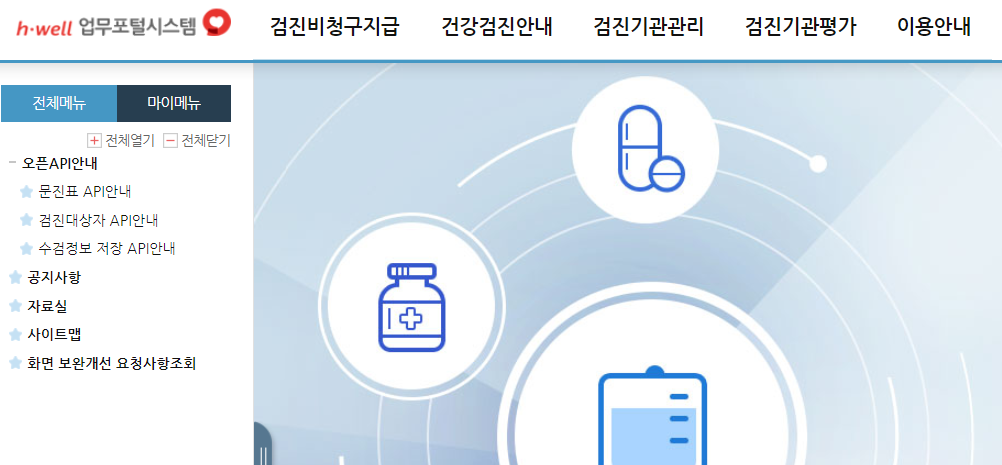 h·well 업무포털시스템
검진비청구지급 건강검진안내 검진기관관리 검진기관평가 이용안내
전체메뉴 마이메뉴
전체열기 전체닫기
오픈API안내
문진표 API안내
검진대상자 API안내
수검정보 저장 API안내
공지사항
자료실
사이트맵
화면 보완개선 요청사항조회